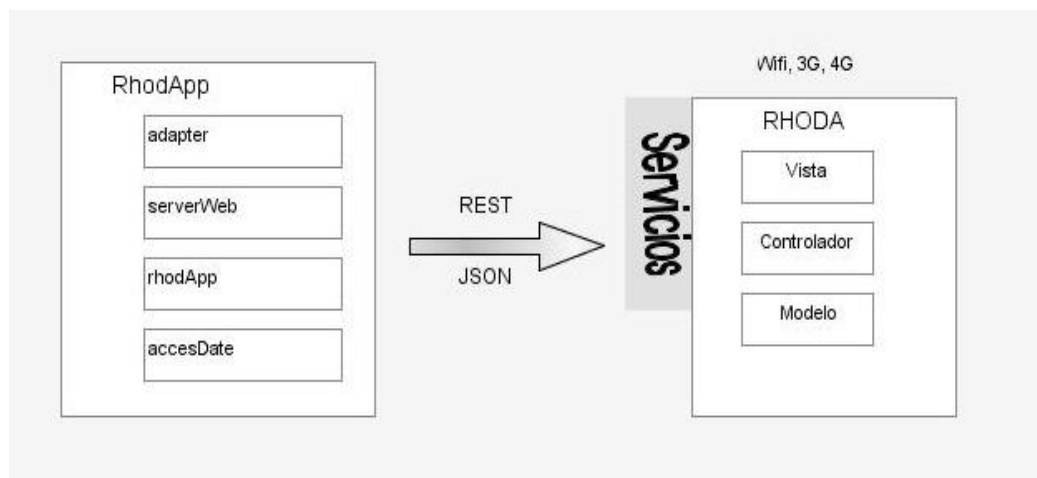 RhodApp
adapter
serverWeb
rhodApp
accesDate
REST
JSON
Wifi, 3G, 4G
Servicios
RHODA
Vista
Controlador
Modelo